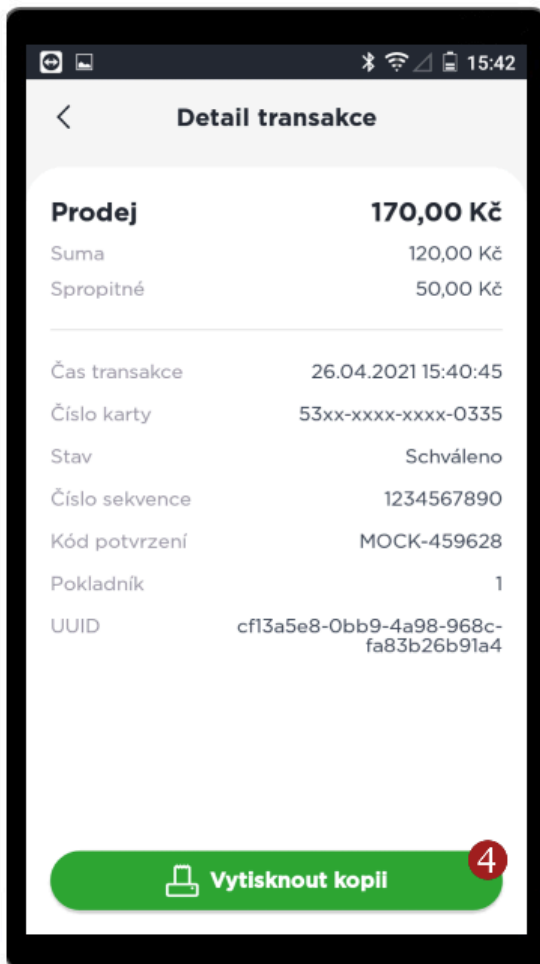 15:42
Detail transakce
Prodej 170,00 Kč
Suma 120,00 Kč
Spropitné 50,00 Kč
Čas transakce 26.04.2021 15:40:45
Číslo karty 53xx-xxxx-xxxx-0335
Stav Schváleno
Číslo sekvence 1234567890
Kód potvrzení MOCK-459628
Pokladník 1
UUID cf13a5e8-0bb9-4a98-968c-
fa83b26b91a4
4
Vytisknout kopii